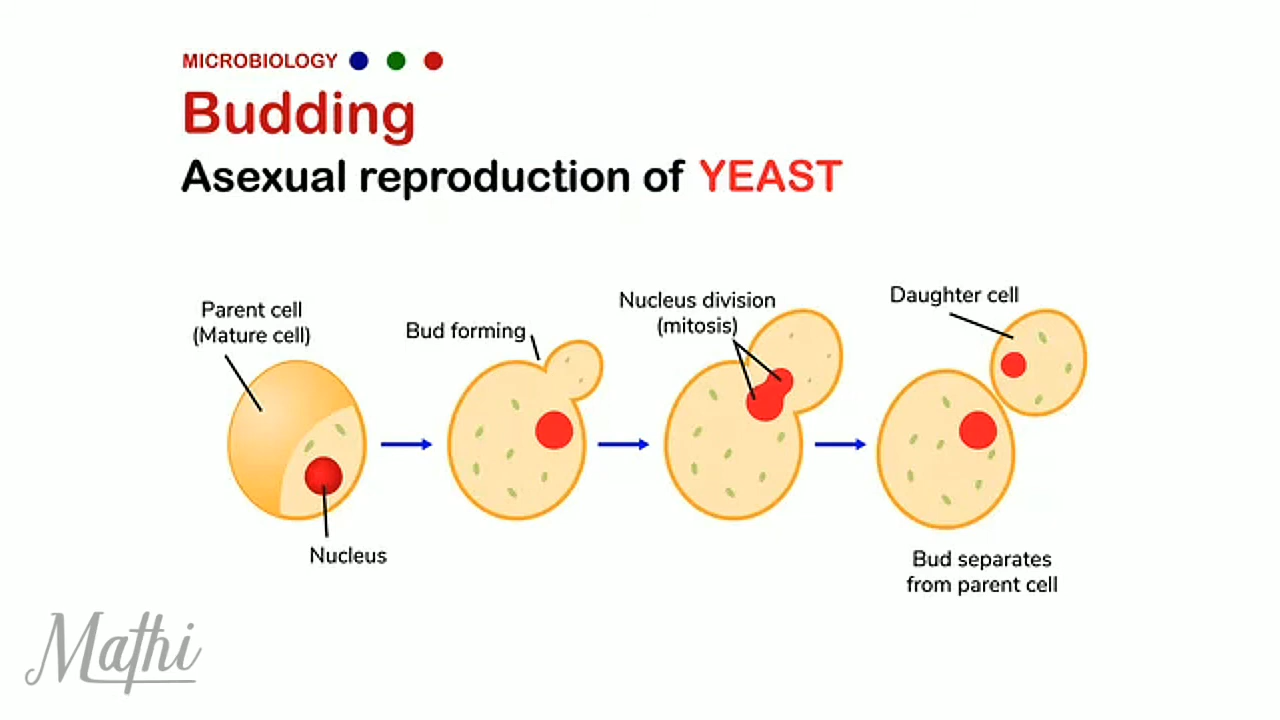 MICROBIOLOGY
Budding
Asexual reproduction of YEAST
Parent cell
(Mature cell)
Bud forming
Nucleus division
(mitosis)
Daughter cell
Nucleus
Bud separates
from parent cell
Mathi